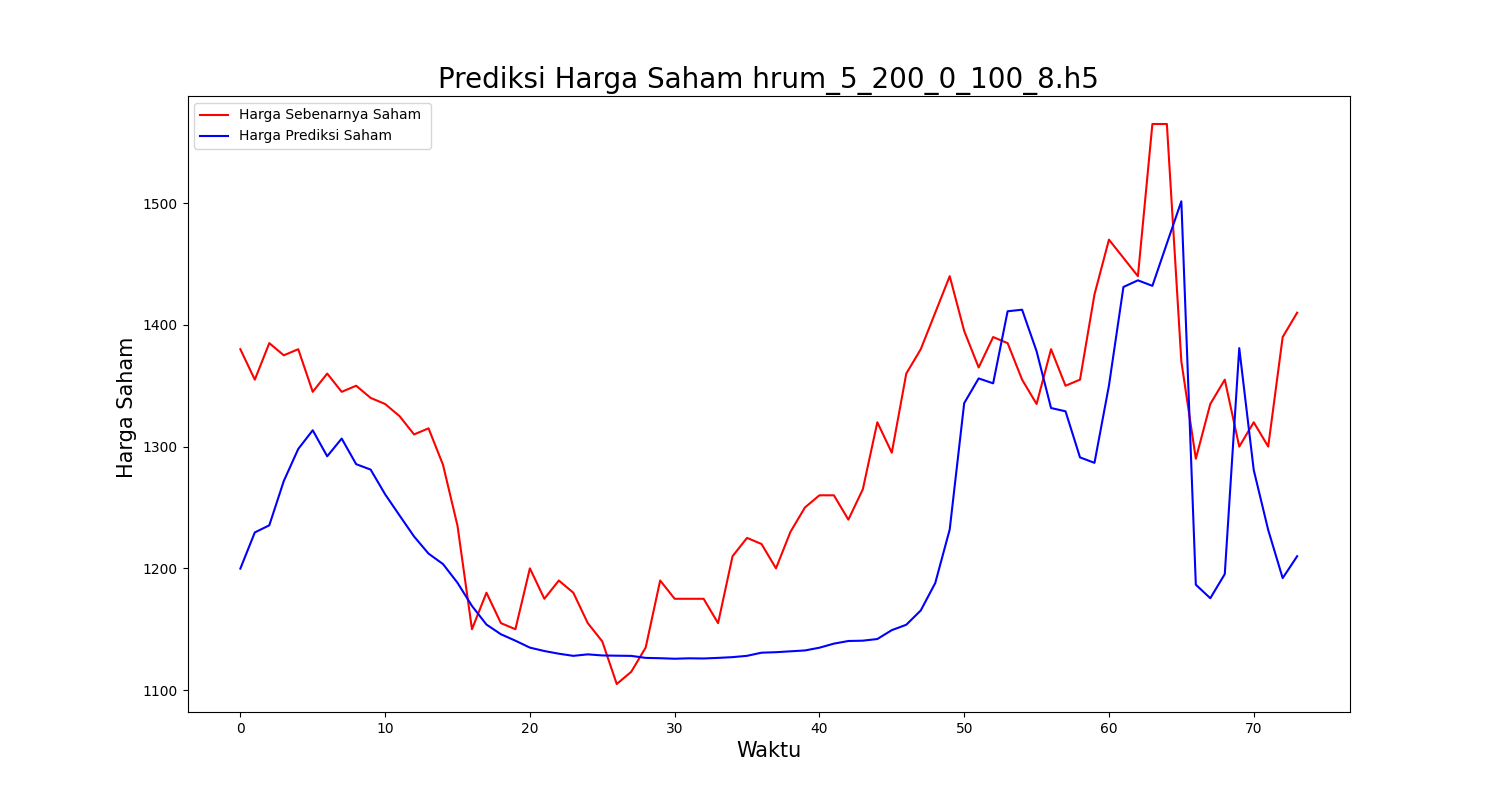 Prediksi Harga Saham hrum_5_200_0_100_8.h5
Harga Sebenarnya Saham
Harga Prediksi Saham
Harga Saham
1500
1400
1300
1200
1100
0 10 20 30 40 50 60 70
Waktu